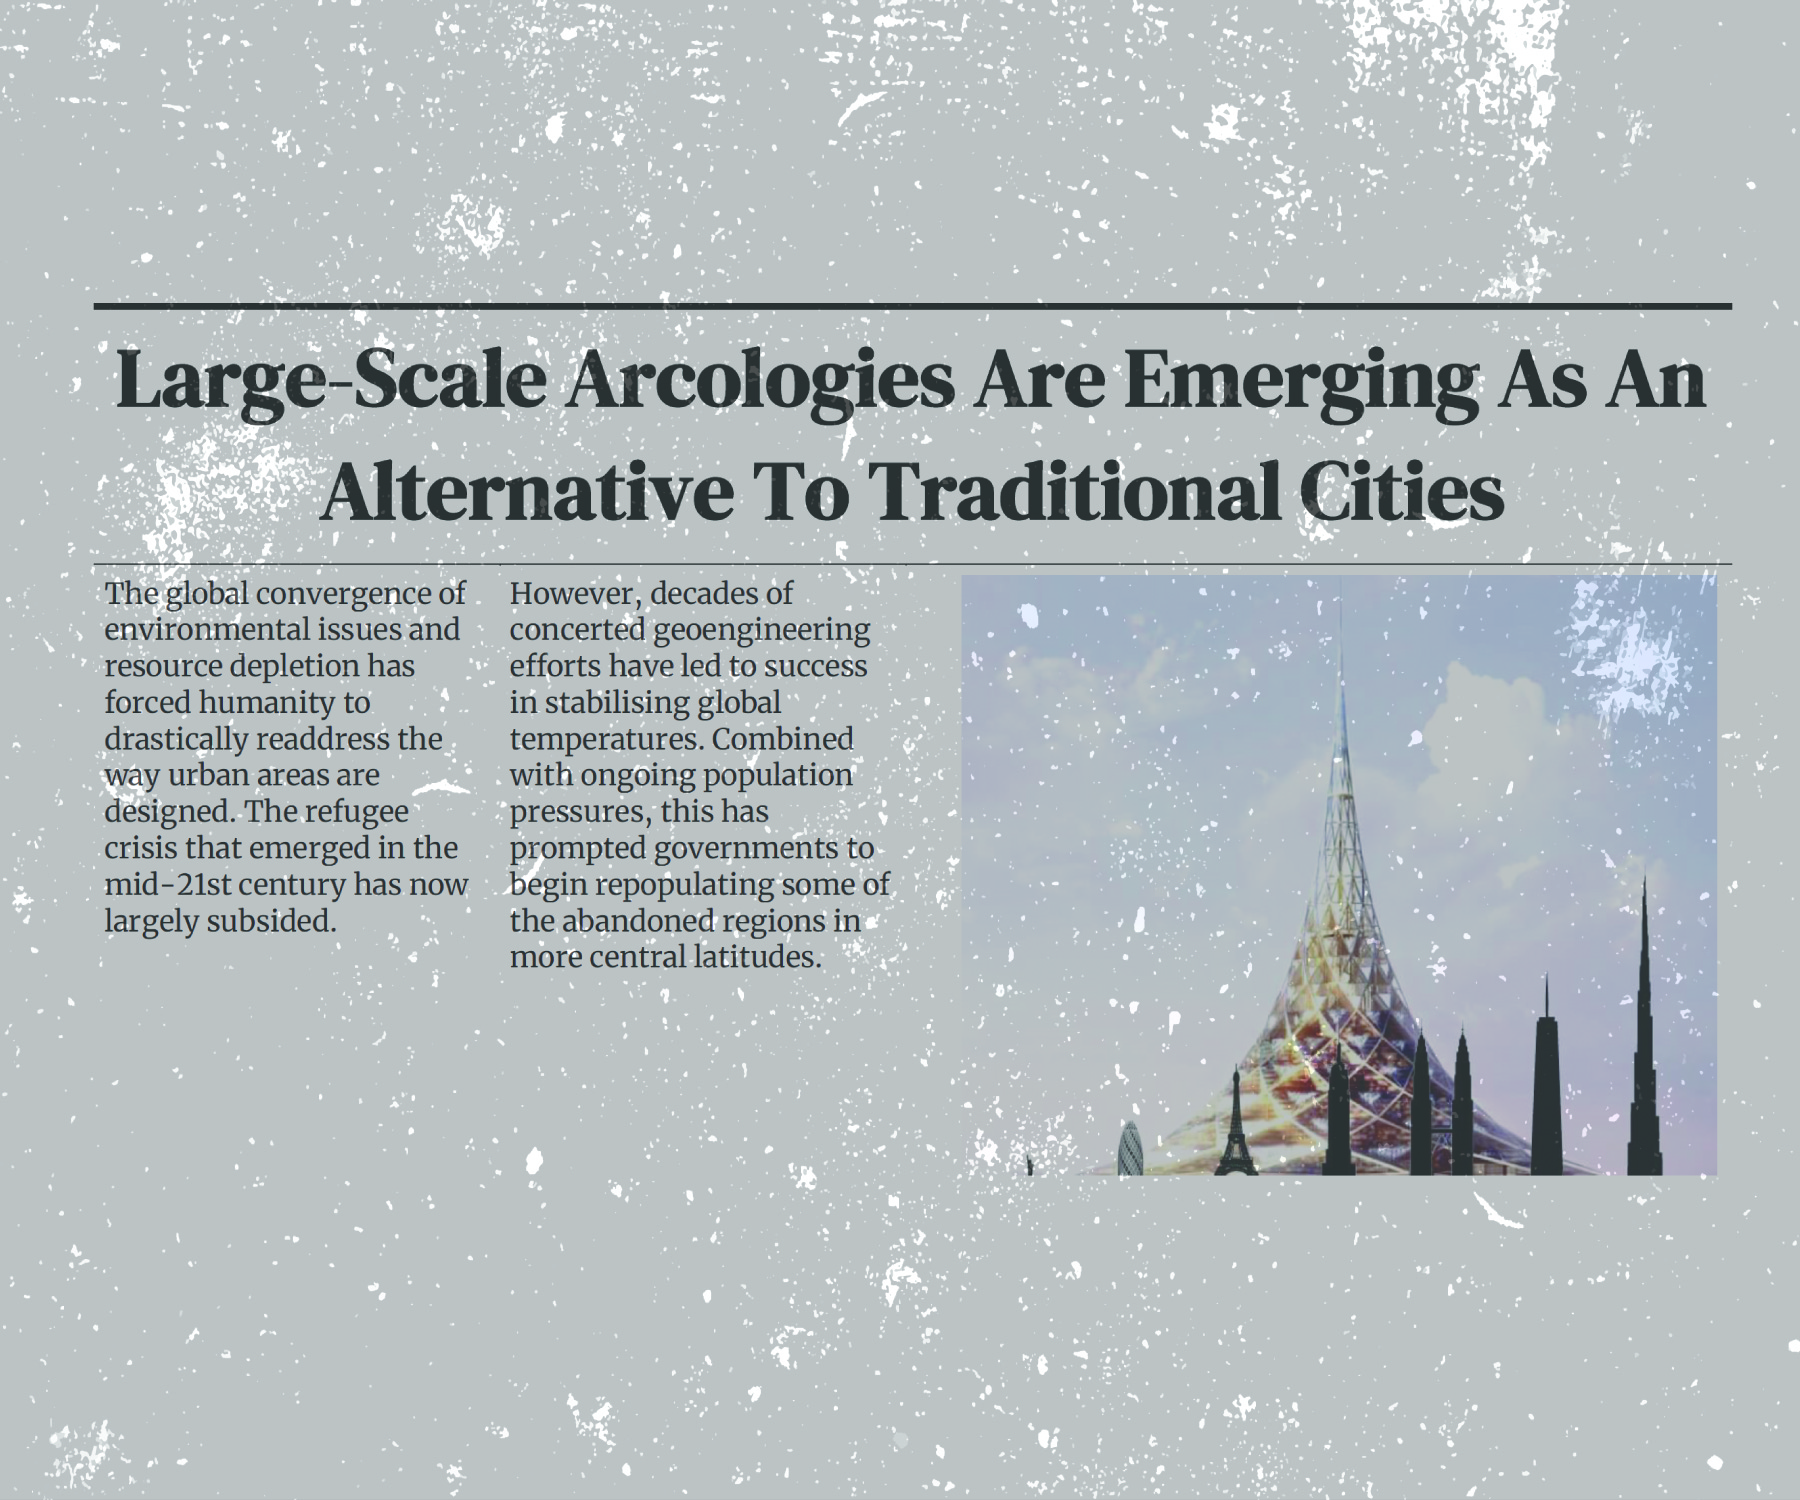 Large-Scale Arcologies Are Emerging As An
Alternative To Traditional Cities
The global convergence of
environmental issues and
resource depletion has
forced humanity to
drastically readdress the
way urban areas are
designed. The refugee
crisis that emerged in the
mid-21st century has now
largely subsided.
However, decades of
concerted geoengineering
efforts have led to success
in stabilising global
temperatures. Combined
with ongoing population
pressures, this has
prompted governments to
begin repopulating some of
the abandoned regions in
more central latitudes.